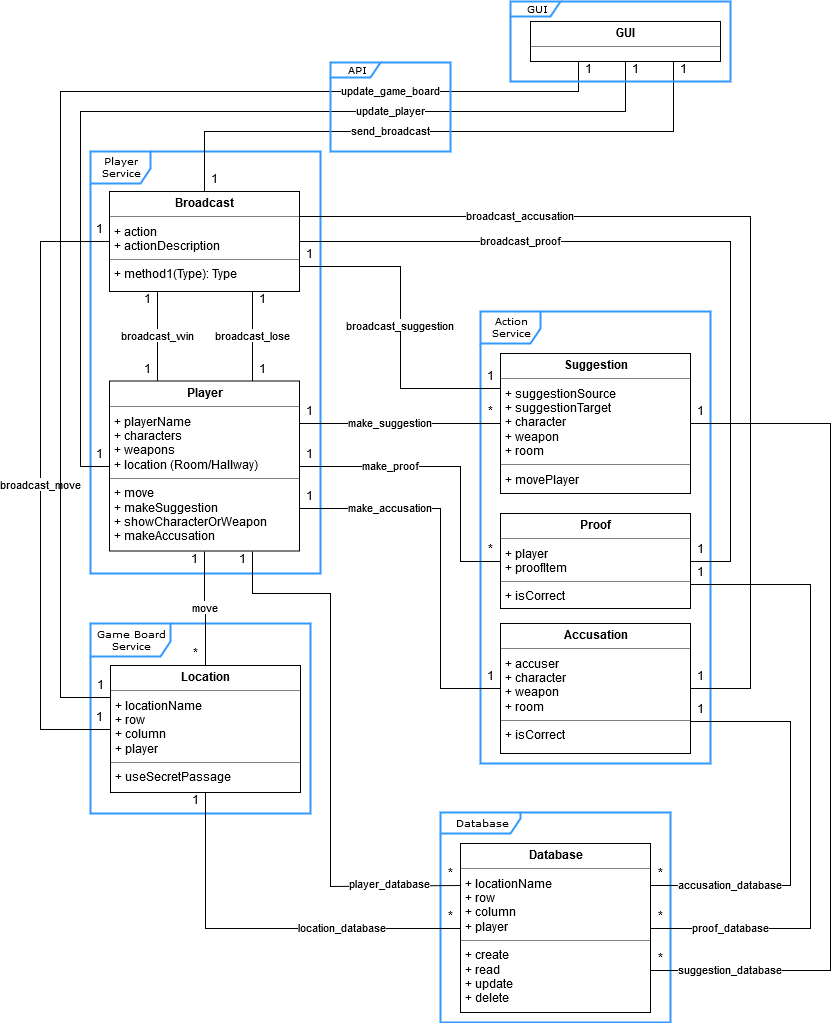 GUI
GUI
API
1
1
1
update_game_board
update_player
send_broadcast
Player
Service
1
Broadcast
+ action
+ actionDescription
+ method1(Type): Type
1
1
broadcast_accusation
broadcast_proof
broadcast_suggestion
1
1
broadcast_win
broadcast_lose
1
1
Player
+ playerName
+ characters
+ weapons
+ location (Room/Hallway)
+ move
+ makeSuggestion
+ showCharacterOrWeapon
+ makeAccusation
1
1
1
1
make_suggestion
make_proof
make_accusation
broadcast_move
Action
Service
Suggestion
+ suggestionSource
+ suggestionTarget
+ character
+ weapon
+ room
+ movePlayer
1
*
1
Proof
+ player
+ proofItem
+ isCorrect
*
1
1
Accusation
+ accuser
+ character
+ weapon
+ room
+ isCorrect
1
1
1
1
1
move
*
Game Board
Service
Location
+ locationName
+ row
+ column
+ player
+ useSecretPassage
1
1
1
Database
Database
+ locationName
+ row
+ column
+ player
+ create
+ read
+ update
+ delete
*
*
*
*
*
player_database
location_database
accusation_database
proof_database
suggestion_database